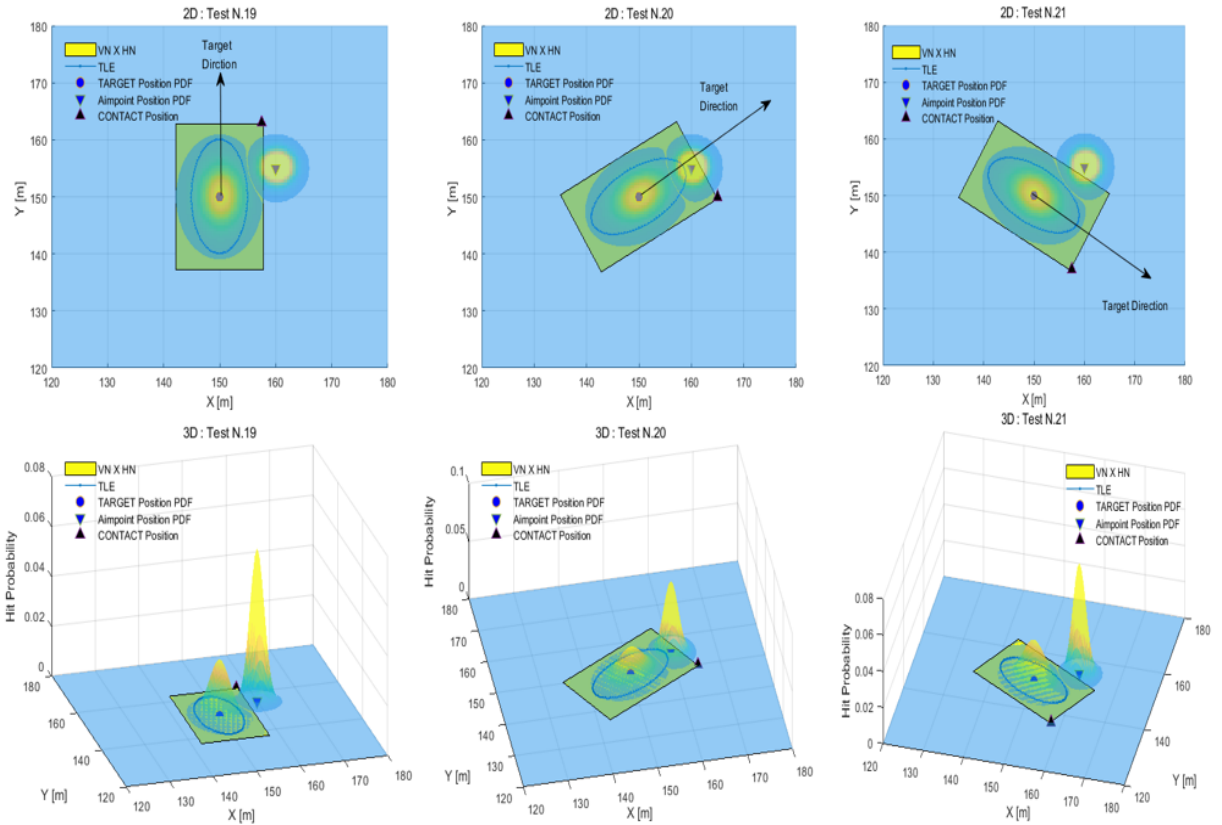 2D : Test N.19
180
170
160
150
140
130
120
Y [m]
VN X HN
TLE
TARGET Position PDF
Aimpoint Position PDF
CONTACT Position
Target
Dirction
120
130
140
150
160
170
180
X [m]
2D : Test N.20
180
170
160
150
140
130
120
Y [m]
VN X HN
TLE
TARGET Position PDF
Aimpoint Position PDF
CONTACT Position
Target
Direction
120
130
140
150
160
170
180
X [m]
2D : Test N.21
180
170
160
150
140
130
120
Y [m]
VN X HN
TLE
TARGET Position PDF
Aimpoint Position PDF
CONTACT Position
Target Direction
120
130
140
150
160
170
180
X [m]
3D : Test N.19
0.08
0.06
0.04
0.02
0
Hit Probability
VN X HN
TLE
TARGET Position PDF
Aimpoint Position PDF
CONTACT Position
180
160
140
120
Y [m]
120
130
140
150
160
170
180
X [m]
3D : Test N.20
0.1
0.05
0
Hit Probability
VN X HN
TLE
TARGET Position PDF
Aimpoint Position PDF
CONTACT Position
180
170
160
150
140
130
120
Y [m]
120
130
140
150
160
170
180
X [m]
3D : Test N.21
0.08
0.06
0.04
0.02
0
Hit Probability
VN X HN
TLE
TARGET Position PDF
Aimpoint Position PDF
CONTACT Position
180
160
140
120
Y [m]
120
130
140
150
160
170
180
X [m]